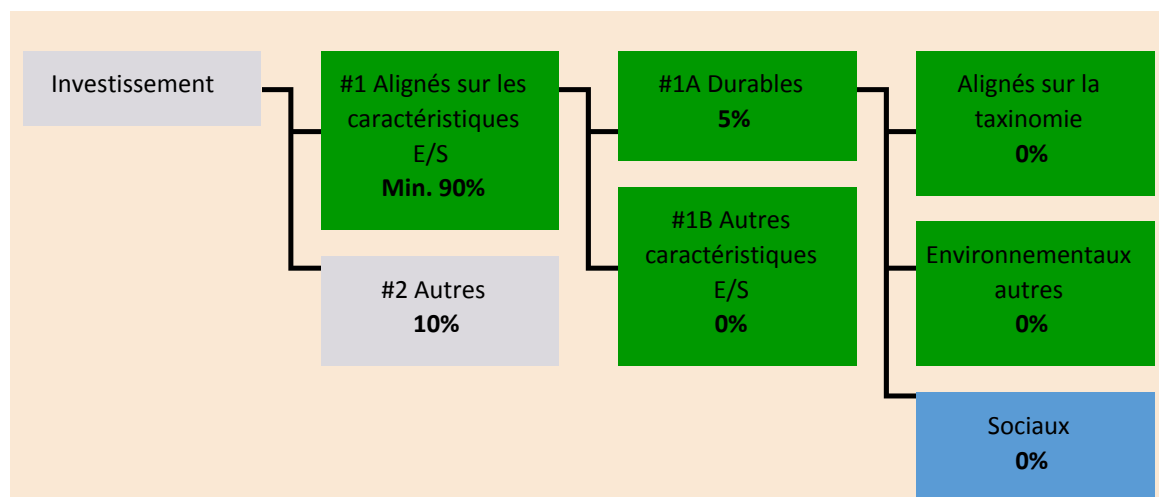 Investissement
#1 Alignés sur les
caractéristiques
E/S
Min. 90%
#2 Autres
10%
#1A Durables
5%
#1B Autres
caractéristiques
E/S
0%
Alignés sur la
taxinomie
0%
Environnementaux
autres
0%
Sociaux
0%